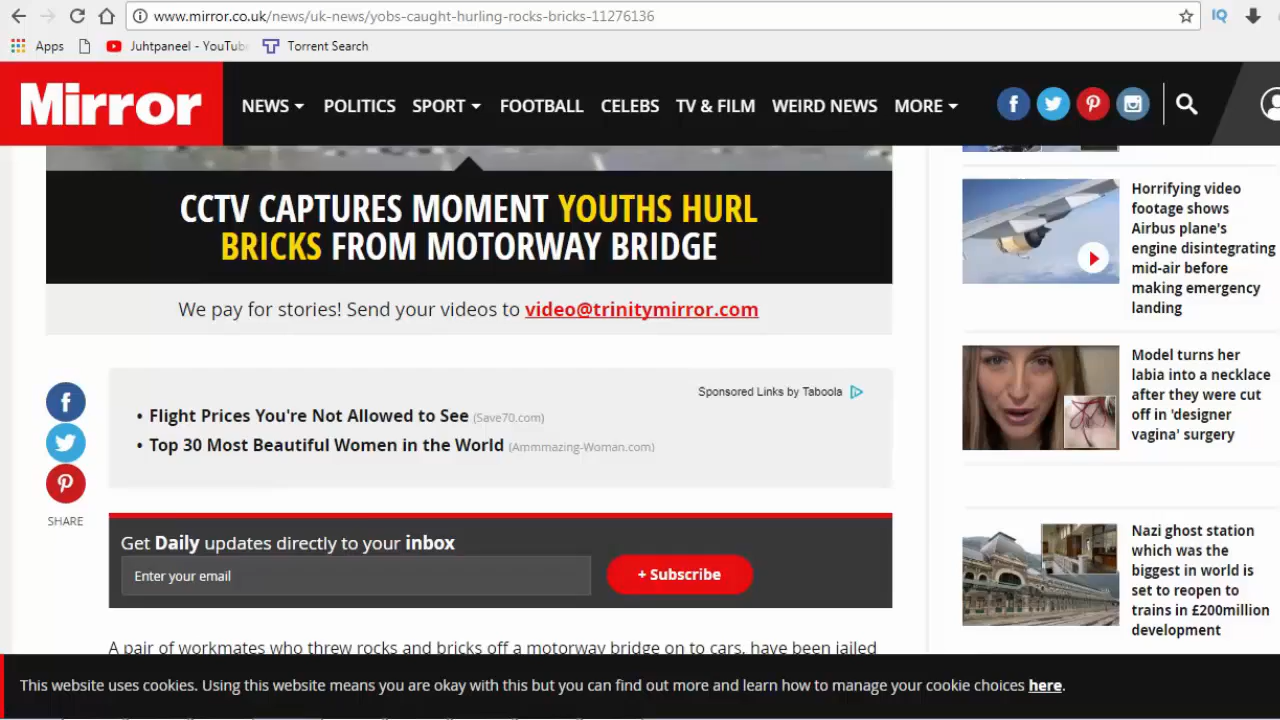 www.mirror.co.uk/news/uk-news/yobs-caught-hurling-rocks-bricks-11276136
IQ
Apps
Juhtpaneel - YouTub
Torrent Search
Mirror
NEWS
POLITICS
SPORT
FOOTBALL
CELEBS
TV & FILM
WEIRD NEWS
MORE
CCTV CAPTURES MOMENT YOUTHS HURL
BRICKS FROM MOTORWAY BRIDGE
We pay for stories! Send your videos to video@trinitymirror.com
Sponsored Links by Taboola
• Flight Prices You're Not Allowed to See (Save70.com)
• Top 30 Most Beautiful Women in the World (Ammmazing-Woman.com)
SHARE
Get Daily updates directly to your inbox
Enter your email
+ Subscribe
A pair of workmates who threw rocks and bricks off a motorway bridge on to cars, have been jailed
Horrifying video
footage shows
Airbus plane's
engine disintegrating
mid-air before
making emergency
landing
Model turns her
labia into a necklace
after they were cut
off in 'designer
vagina' surgery
Nazi ghost station
which was the
biggest in world is
set to reopen to
trains in £200million
development
This website uses cookies. Using this website means you are okay with this but you can find out more and learn how to manage your cookie choices here.